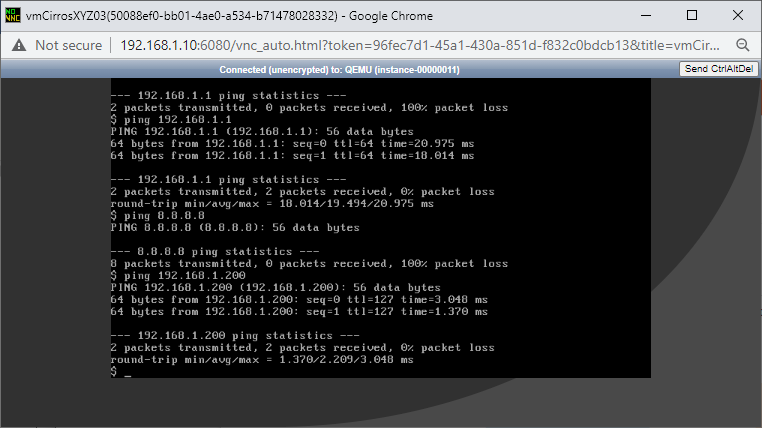 NO
VNC
vmCirrosXYZ03(50088ef0-bb01-4ae0-a534-b71478028332) - Google Chrome
Not secure
192.168.1.10:6080/vnc_auto.html?token=96fec7d1-45a1-430a-851d-f832c0bdcb13&title=vmCir...
Connected (unencrypted) to: QEMU (instance-00000011)
Send CtrlAltDel
--- 192.168.1.1 ping statistics ---
2 packets transmitted, 0 packets received, 100% packet loss
$ ping 192.168.1.1
PING 192.168.1.1 (192.168.1.1): 56 data bytes
64 bytes from 192.168.1.1: seq=0 ttl=64 time=20.975 ms
64 bytes from 192.168.1.1: seq=1 ttl=64 time=18.014 ms
--- 192.168.1.1 ping statistics ---
2 packets transmitted, 2 packets received, 0% packet loss
round-trip min/avg/max = 18.014/19.494/20.975 ms
$ ping 8.8.8.8
PING 8.8.8.8 (8.8.8.8): 56 data bytes
--- 8.8.8.8 ping statistics ---
8 packets transmitted, 0 packets received, 100% packet loss
$ ping 192.168.1.200
PING 192.168.1.200 (192.168.1.200): 56 data bytes
64 bytes from 192.168.1.200: seq=0 ttl=127 time=3.048 ms
64 bytes from 192.168.1.200: seq=1 ttl=127 time=1.370 ms
--- 192.168.1.200 ping statistics ---
2 packets transmitted, 2 packets received, 0% packet loss
round-trip min/avg/max = 1.370/2.209/3.048 ms
$ _